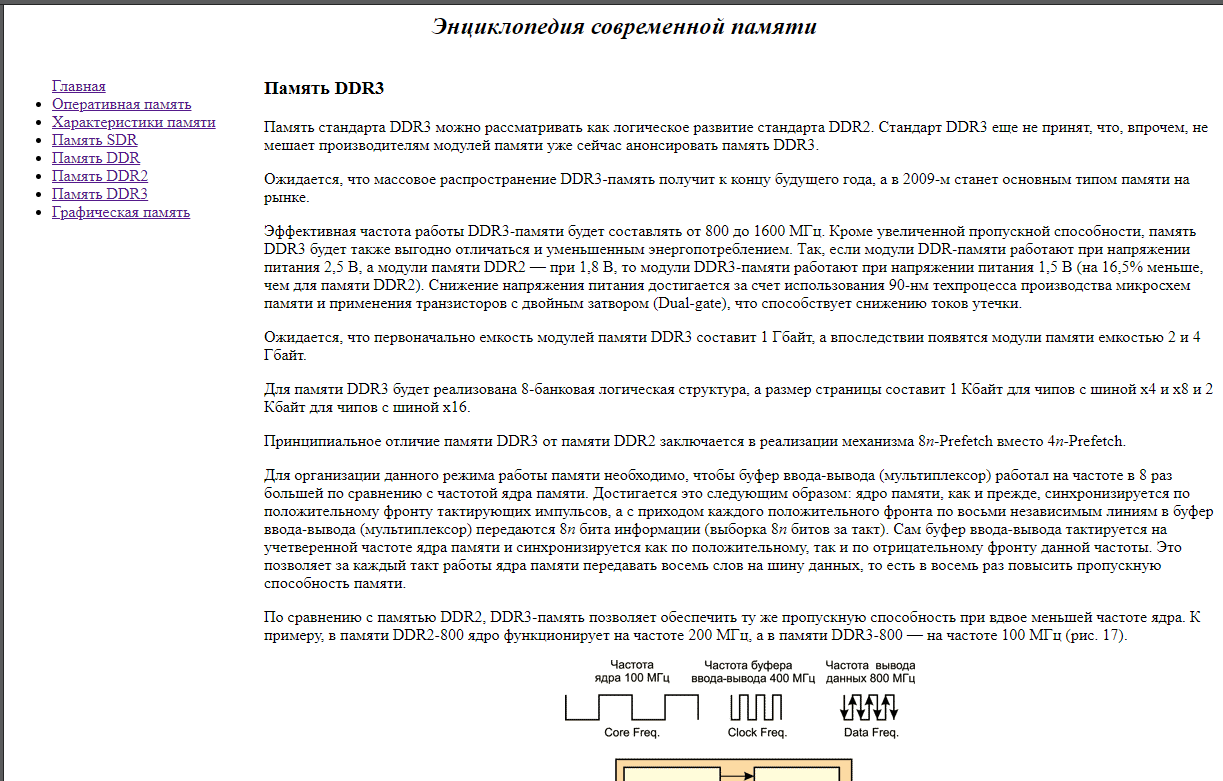 Энциклопедия современной памяти
Главная
Оперативная память
Характеристики памяти
Память SDR
Память DDR
Память DDR2
Память DDR3
Графическая память
Память DDR3
Память стандарта DDR3 можно рассматривать как логическое развитие стандарта DDR2. Стандарт DDR3 еще не принят, что, впрочем, не
мешает производителям модулей памяти уже сейчас анонсировать память DDR3.
Ожидается, что массовое распространение DDR3-память получит к концу будущего года, а в 2009-м станет основным типом памяти на
рынке.
Эффективная частота работы DDR3-памяти будет составлять от 800 до 1600 МГц. Кроме увеличенной пропускной способности, память
DDR3 будет также выгодно отличаться и уменьшенным энергопотреблением. Так, если модули DDR-памяти работают при напряжении
питания 2,5 В, а модули памяти DDR2 — при 1,8 В, то модули DDR3-памяти работают при напряжении питания 1,5 В (на 16,5% меньше,
чем для памяти DDR2). Снижение напряжения питания достигается за счет использования 90-нм техпроцесса производства микросхем
памяти и применения транзисторов с двойным затвором (Dual-gate), что способствует снижению токов утечки.
Ожидается, что первоначально емкость модулей памяти DDR3 составит 1 Гбайт, а впоследствии появятся модули памяти емкостью 2 и 4
Гбайт.
Для памяти DDR3 будет реализована 8-банковая логическая структура, а размер страницы составит 1 Кбайт для чипов с шиной x4 и x8 и 2
Кбайт для чипов с шиной x16.
Принципиальное отличие памяти DDR3 от памяти DDR2 заключается в реализации механизма 8n-Prefetch вместо 4n-Prefetch.
Для организации данного режима работы памяти необходимо, чтобы буфер ввода-вывода (мультиплексор) работал на частоте в 8 раз
большей по сравнению с частотой ядра памяти. Достигается это следующим образом: ядро памяти, как и прежде, синхронизируется по
положительному фронту тактирующих импульсов, а с приходом каждого положительного фронта по восьми независимым линиям в буфер
ввода-вывода (мультиплексор) передаются 8n бита информации (выборка 8n битов за такт). Сам буфер ввода-вывода тактируется на
учетверенной частоте ядра памяти и синхронизируется как по положительному, так и по отрицательному фронту данной частоты. Это
позволяет за каждый такт работы ядра памяти передавать восемь слов на шину данных, то есть в восемь раз повысить пропускную
способность памяти.
По сравнению с памятью DDR2, DDR3-память позволяет обеспечить ту же пропускную способность при вдвое меньшей частоте ядра. К
примеру, в памяти DDR2-800 ядро функционирует на частоте 200 МГц, а в памяти DDR3-800 — на частоте 100 МГц (рис. 17).
Частота
ядра 100 МГц
Частота буфера
ввода-вывода 400 МГц
Частота вывода
данных 800 МГц
Core Freq.
Clock Freq.
Data Freq.